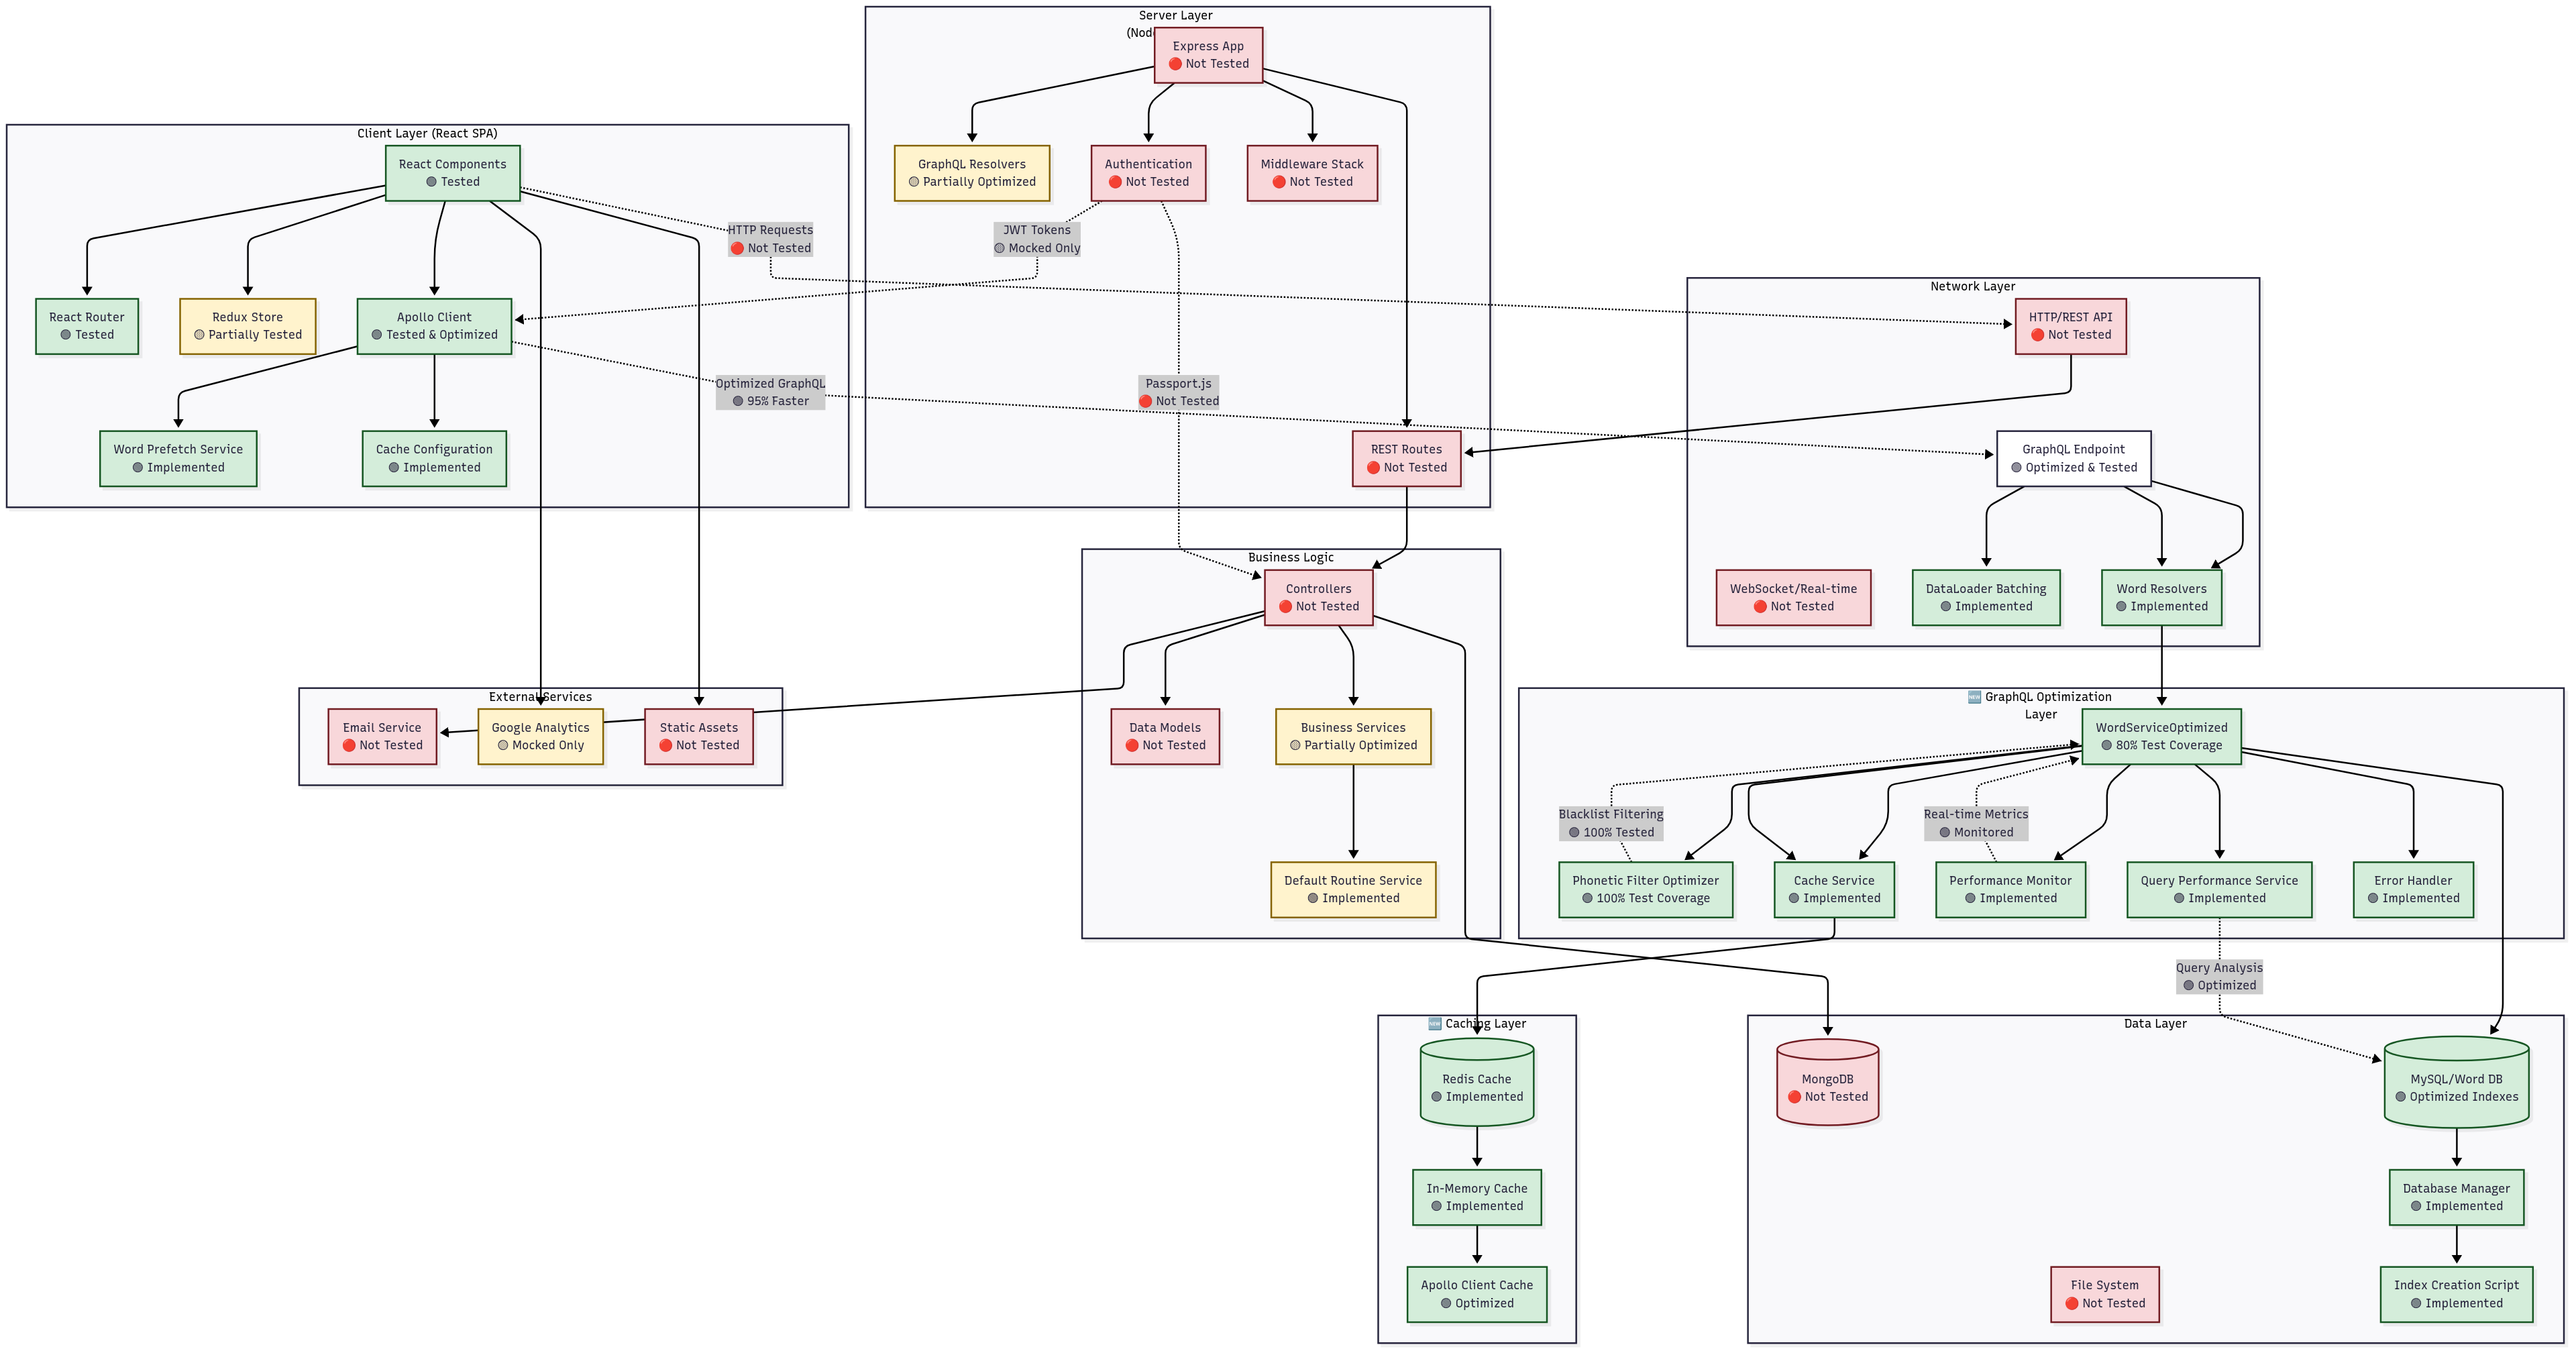 Server Layer
(Nod
Express App
🔴 Not Tested
GraphQL Resolvers
🟡 Partially Optimized
Authentication
🔴 Not Tested
Middleware Stack
🔴 Not Tested
JWT Tokens
🟡 Mocked Only
Passport.js
🔴 Not Tested
REST Routes
🔴 Not Tested
Client Layer (React SPA)
React Components
🟢 Tested
HTTP Requests
🔴 Not Tested
React Router
🟢 Tested
Redux Store
🟡 Partially Tested
Apollo Client
🟢 Tested & Optimized
Optimized GraphQL
🟢 95% Faster
Word Prefetch Service
🟢 Implemented
Cache Configuration
🟢 Implemented
Network Layer
HTTP/REST API
🔴 Not Tested
GraphQL Endpoint
🟢 Optimized & Tested
WebSocket/Real-time
🔴 Not Tested
DataLoader Batching
🟢 Implemented
Word Resolvers
🟢 Implemented
Business Logic
Controllers
🔴 Not Tested
Data Models
🔴 Not Tested
Business Services
🟡 Partially Optimized
Default Routine Service
🟢 Implemented
External Services
Email Service
🔴 Not Tested
Google Analytics
🟡 Mocked Only
Static Assets
🔴 Not Tested
🆕 GraphQL Optimization
Layer
WordServiceOptimized
🟢 80% Test Coverage
Blacklist Filtering
🟢 100% Tested
Real-time Metrics
🟢 Monitored
Phonetic Filter Optimizer
🟢 100% Test Coverage
Cache Service
🟢 Implemented
Performance Monitor
🟢 Implemented
Query Performance Service
🟢 Implemented
Error Handler
🟢 Implemented
Query Analysis
🟢 Optimized
🆕 Caching Layer
Redis Cache
🟢 Implemented
In-Memory Cache
🟢 Implemented
Apollo Client Cache
🟢 Optimized
Data Layer
MongoDB
🔴 Not Tested
MySQL/Word DB
🟢 Optimized Indexes
Database Manager
🟢 Implemented
File System
🔴 Not Tested
Index Creation Script
🟢 Implemented